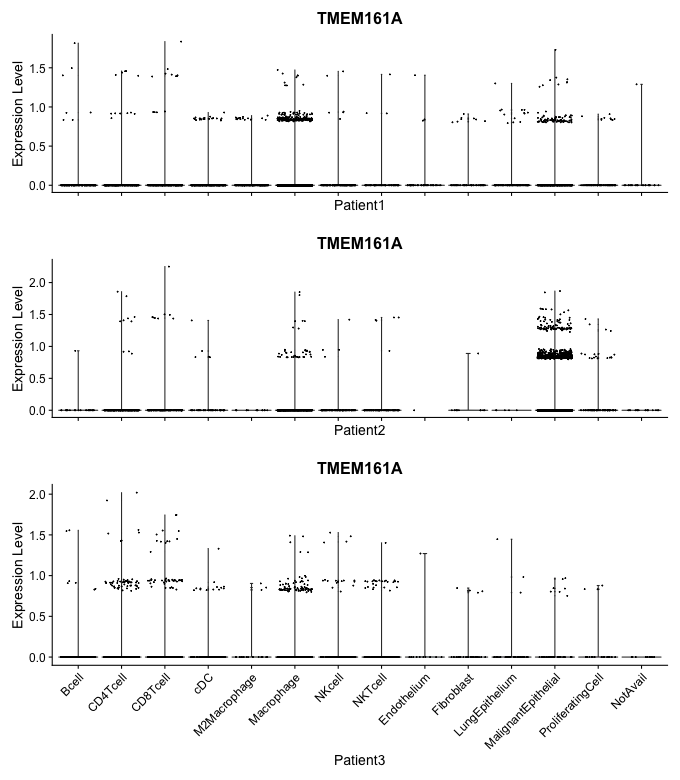 TMEM161A
Expression Level
1.5
1.0
0.5
0.0
Patient1
TMEM161A
Expression Level
2.0
1.5
1.0
0.5
0.0
Patient2
TMEM161A
Expression Level
2.0
1.5
1.0
0.5
0.0
Bcell
CD4Tcell
CD8Tcell
cDC
M2Macrophage
Macrophage
NKcell
NKTcell
Endothelium
Fibroblast
LungEpithelium
MalignantEpithelial
ProliferatingCell
NotAvail
Patient3